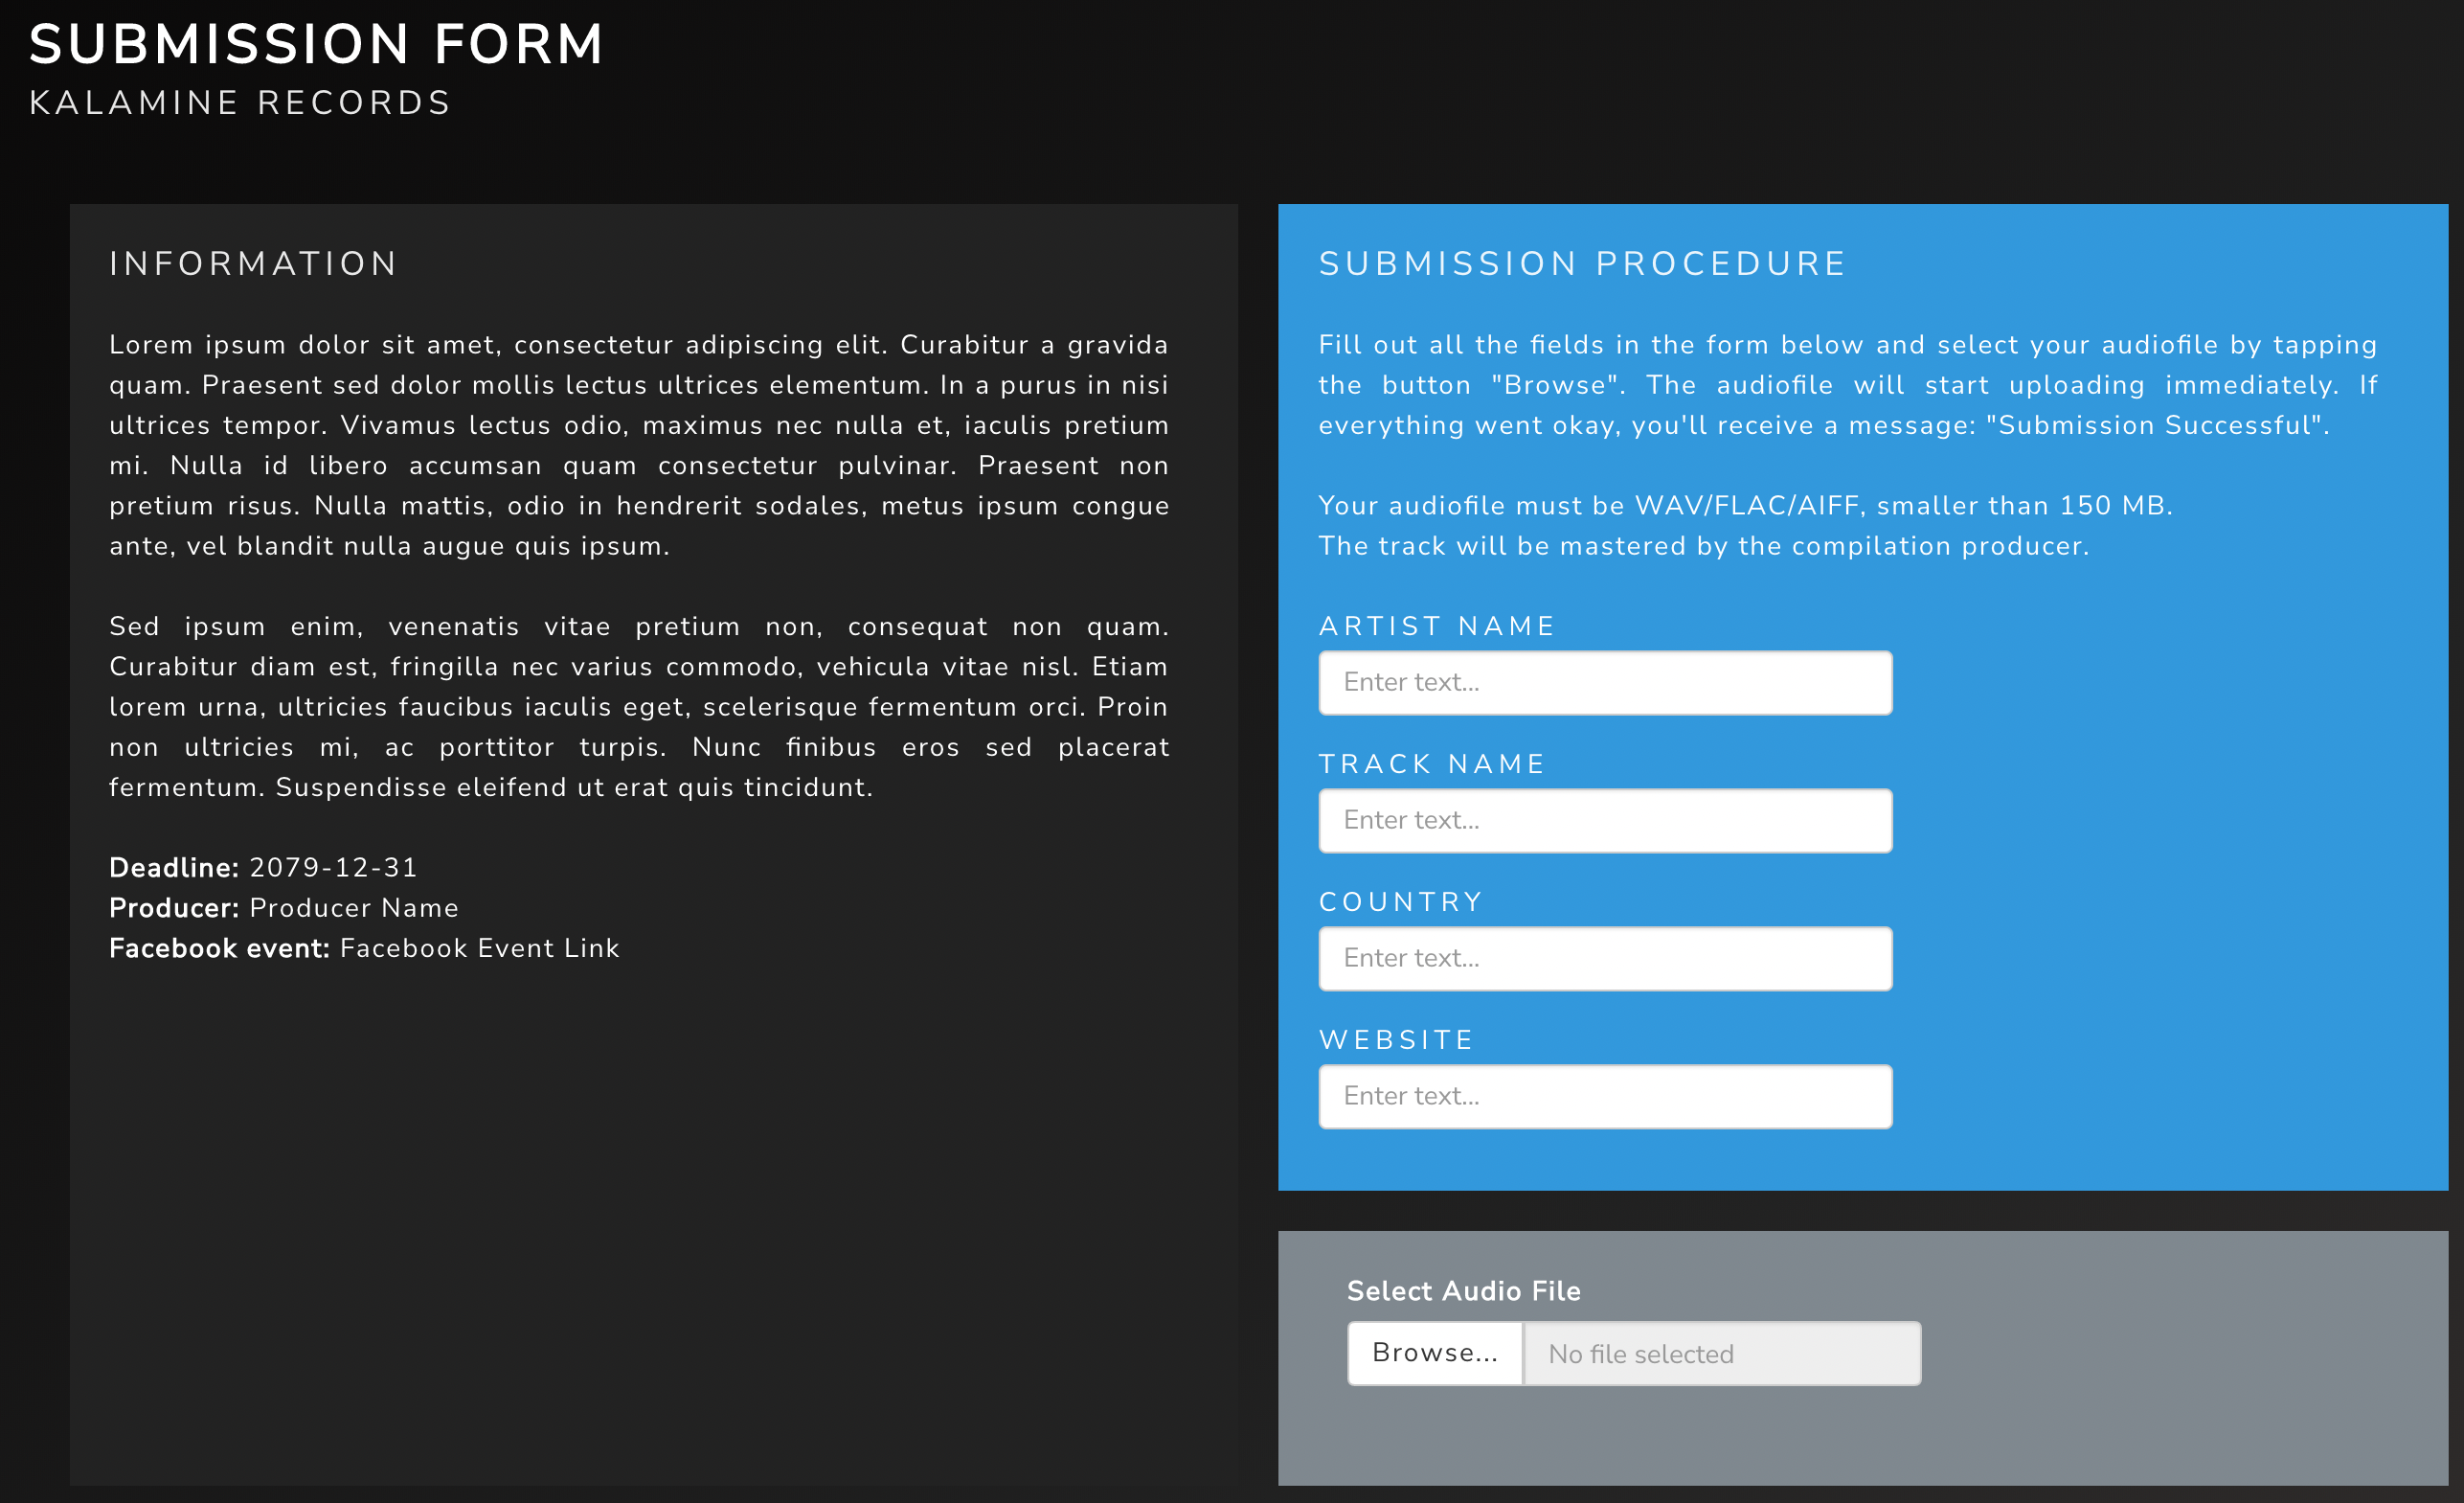 SUBMISSION FORM
KALAMINE RECORDS
INFORMATION
Lorem ipsum dolor sit amet, consectetur adipiscing elit. Curabitur a gravida
quam. Praesent sed dolor mollis lectus ultrices elementum. In a purus in nisi
ultrices tempor. Vivamus lectus odio, maximus nec nulla et, iaculis pretium
mi. Nulla id libero accumsan quam consectetur pulvinar. Praesent non
pretium risus. Nulla mattis, odio in hendrerit sodales, metus ipsum congue
ante, vel blandit nulla augue quis ipsum.
Sed ipsum enim, venenatis vitae pretium non, consequat non quam.
Curabitur diam est, fringilla nec varius commodo, vehicula vitae nisl. Etiam
lorem urna, ultricies faucibus iaculis eget, scelerisque fermentum orci. Proin
non ultricies mi, ac porttitor turpis. Nunc finibus eros sed placerat
fermentum. Suspendisse eleifend ut erat quis tincidunt.
Deadline: 2079-12-31
Producer: Producer Name
Facebook event: Facebook Event Link
SUBMISSION PROCEDURE
Fill out all the fields in the form below and select your audiofile by tapping
the button "Browse". The audiofile will start uploading immediately. If
everything went okay, you'll receive a message: "Submission Successful".
Your audiofile must be WAV/FLAC/AIFF, smaller than 150 MB.
The track will be mastered by the compilation producer.
ARTIST NAME
Enter text...
TRACK NAME
Enter text...
COUNTRY
Enter text...
WEBSITE
Enter text...
Select Audio File
Browse... No file selected